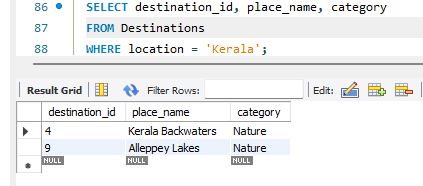 86 SELECT destination_id, place_name, category
87 FROM Destinations
88 WHERE location = 'Kerala';
Result Grid Filter Rows: Edit:
destination_id place_name category
4 Kerala Backwaters Nature
9 Alleppey Lakes Nature
NULL NULL NULL